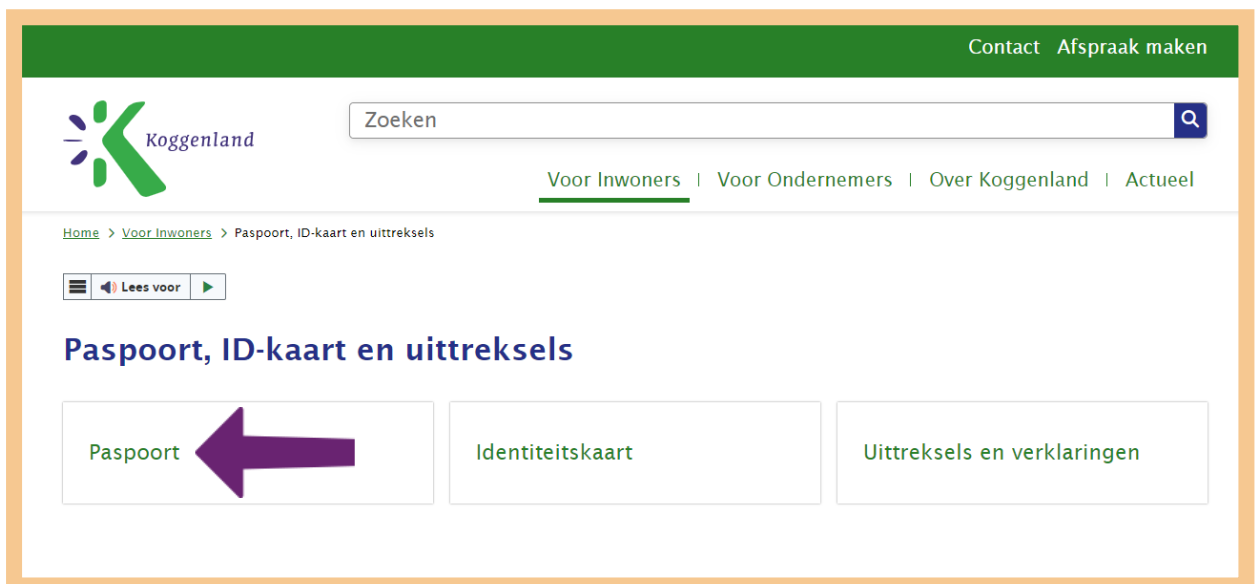 Contact Afspraak maken
Koggenland
Zoeken
Voor Inwoners | Voor Ondernemers | Over Koggenland | Actueel
Home > Voor Inwoners > Paspoort, ID-kaart en uittreksels
Lees voor
Paspoort, ID-kaart en uittreksels
Paspoort
Identiteitskaart
Uittreksels en verklaringen